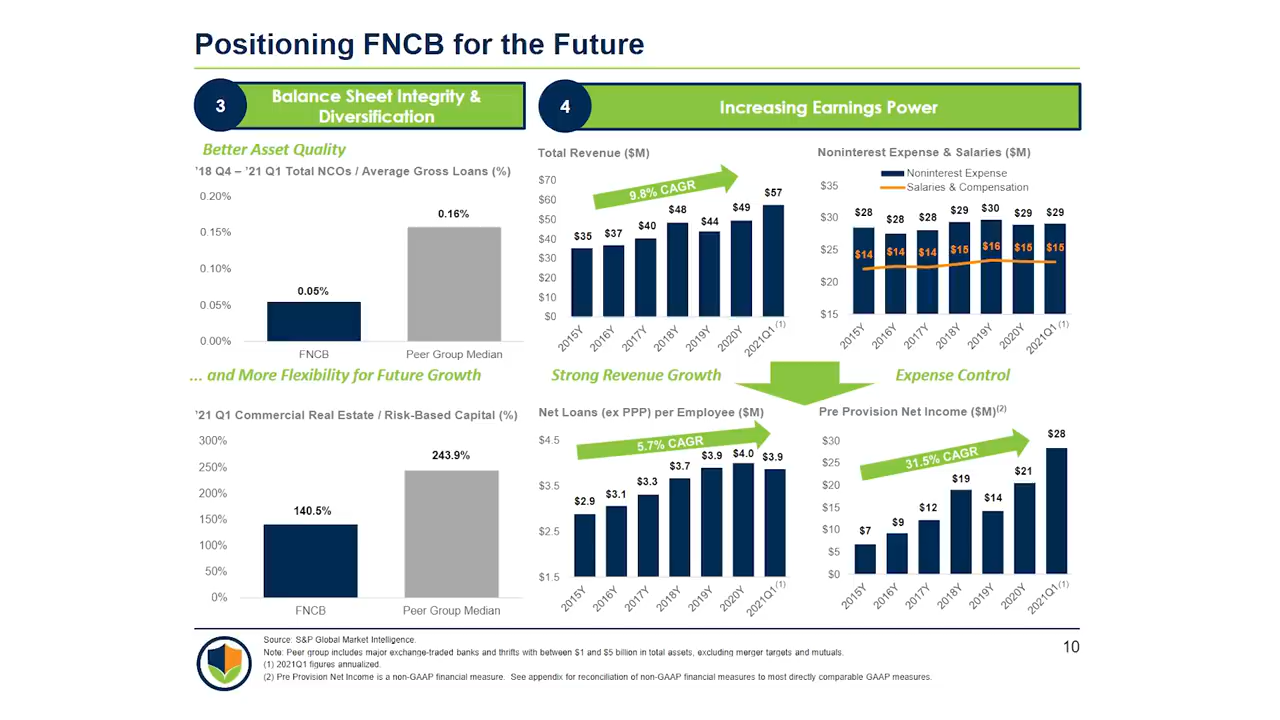 Positioning FNCB for the Future
3
Balance Sheet Integrity &
Diversification
4
Increasing Earnings Power
Better Asset Quality
'18 Q4 – '21 Q1 Total NCOs / Average Gross Loans (%)
0.20%
0.15%
0.10%
0.05%
0.00%
0.05%
0.16%
FNCB
Peer Group Median
Total Revenue ($M)
$70
$60
$50
$40
$30
$20
$10
$0
9.8% CAGR
$35
$37
$40
$48
$44
$49
$57
2015Y
2016Y
2017Y
2018Y
2019Y
2020Y
2021Q1 (1)
Noninterest Expense & Salaries ($M)
Noninterest Expense
Salaries & Compensation
$35
$30
$25
$20
$15
$28
$28
$28
$29
$30
$29
$29
$14
$14
$14
$15
$16
$15
$15
2015Y
2016Y
2017Y
2018Y
2019Y
2020Y
2021Q1 (1)
... and More Flexibility for Future Growth
Strong Revenue Growth
Expense Control
'21 Q1 Commercial Real Estate / Risk-Based Capital (%)
300%
250%
200%
150%
100%
50%
0%
140.5%
243.9%
FNCB
Peer Group Median
Net Loans (ex PPP) per Employee ($M)
$4.5
$3.5
$2.5
$1.5
5.7% CAGR
$2.9
$3.1
$3.3
$3.7
$3.9
$4.0
$3.9
2015Y
2016Y
2017Y
2018Y
2019Y
2020Y
2021Q1 (1)
Pre Provision Net Income ($M)(2)
$30
$25
$20
$15
$10
$5
$0
31.5% CAGR
$7
$9
$12
$19
$14
$21
$28
2015Y
2016Y
2017Y
2018Y
2019Y
2020Y
2021Q1 (1)
Source: S&P Global Market Intelligence.
Note: Peer group includes major exchange-traded banks and thrifts with between $1 and $5 billion in total assets, excluding merger targets and mutuals.
(1) 2021Q1 figures annualized.
(2) Pre Provision Net Income is a non-GAAP financial measure. See appendix for reconciliation of non-GAAP financial measures to most directly comparable GAAP measures.
10